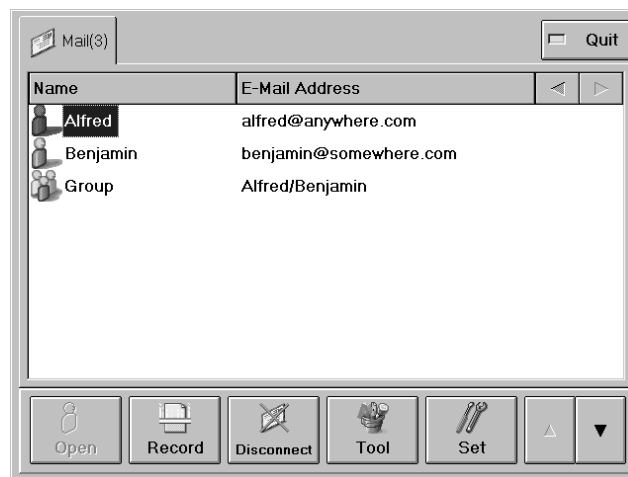 Mail(3)
Quit
Name E-Mail Address
Alfred alfred@anywhere.com
Benjamin benjamin@somewhere.com
Group Alfred/Benjamin
Open Record Disconnect Tool Set